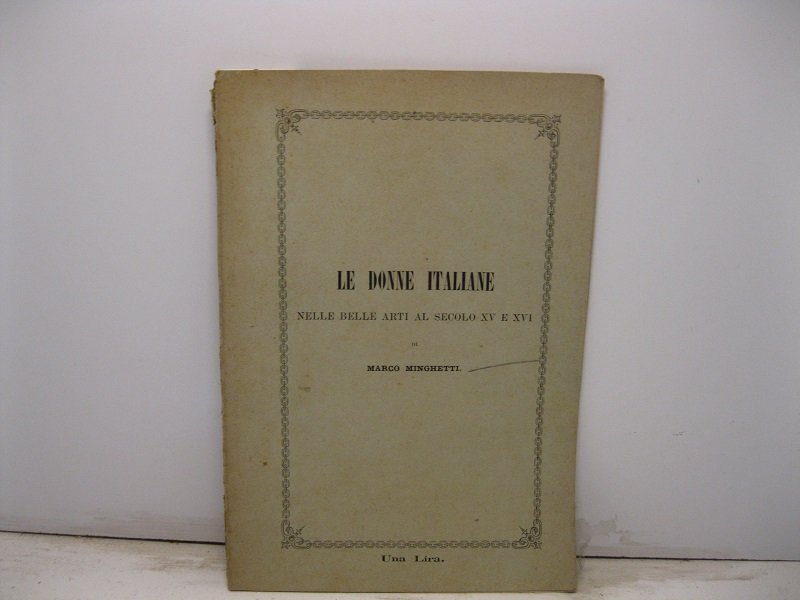 LE DONNE ITALIANE
NELLE BELLE ARTI AL SECOLO XV E XVI
DI
MARCO MINGHETTI.
Una Lira.